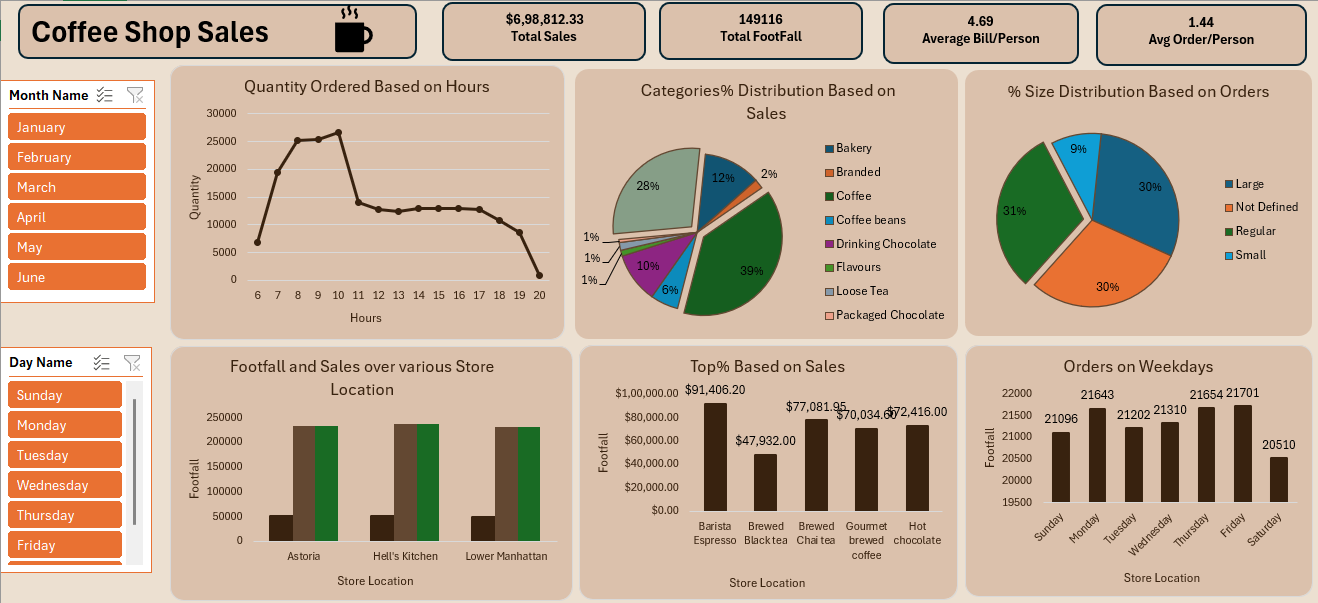 Coffee Shop Sales
$6,98,812.33
Total Sales
149116
Total FootFall
4.69
Average Bill/Person
1.44
Avg Order/Person
Month Name
January
February
March
April
May
June
Day Name
Sunday
Monday
Tuesday
Wednesday
Thursday
Friday
Quantity Ordered Based on Hours
30000
25000
20000
15000
10000
5000
0
Quantity
6 7 8 9 10 11 12 13 14 15 16 17 18 19 20
Hours
Categories% Distribution Based on
Sales
12%
2%
39%
6%
10%
1%
1%
1%
28%
Bakery
Branded
Coffee
Coffee beans
Drinking Chocolate
Flavours
Loose Tea
Packaged Chocolate
% Size Distribution Based on Orders
30%
30%
31%
9%
Large
Not Defined
Regular
Small
Footfall and Sales over various Store
Location
250000
200000
150000
100000
50000
0
Footfall
Astoria Hell's Kitchen Lower Manhattan
Store Location
Top% Based on Sales
$1,00,000.00
$80,000.00
$60,000.00
$40,000.00
$20,000.00
$0.00
Footfall
$91,406.20
$47,932.00
$77,081.95
$70,034.60
$72,416.00
Barista
Espresso
Brewed
Black tea
Brewed
Chai tea
Gourmet
brewed
coffee
Hot
chocolate
Store Location
Orders on Weekdays
22000
21500
21000
20500
20000
19500
Footfall
21096
21643
21202
21310
21654
21701
20510
Sunday
Monday
Tuesday
Wednesday
Thursday
Friday
Saturday
Store Location